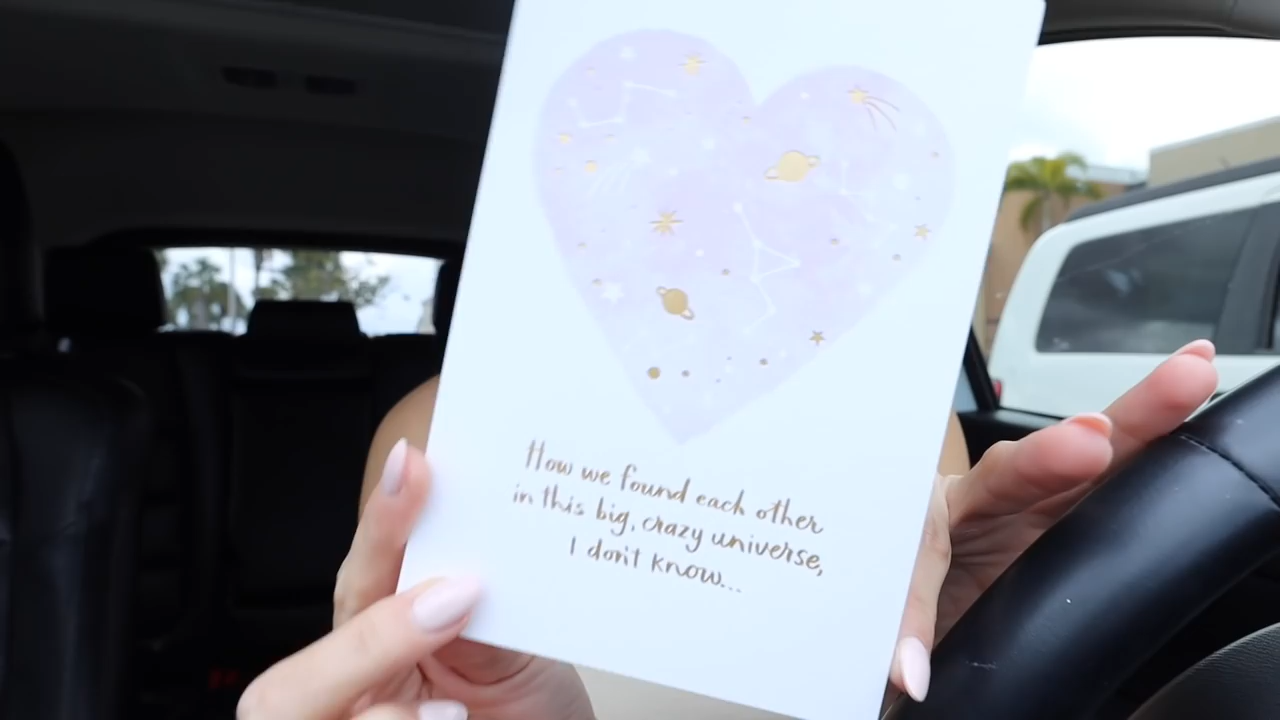 How we found each other
in this big, crazy universe,
I don't know...